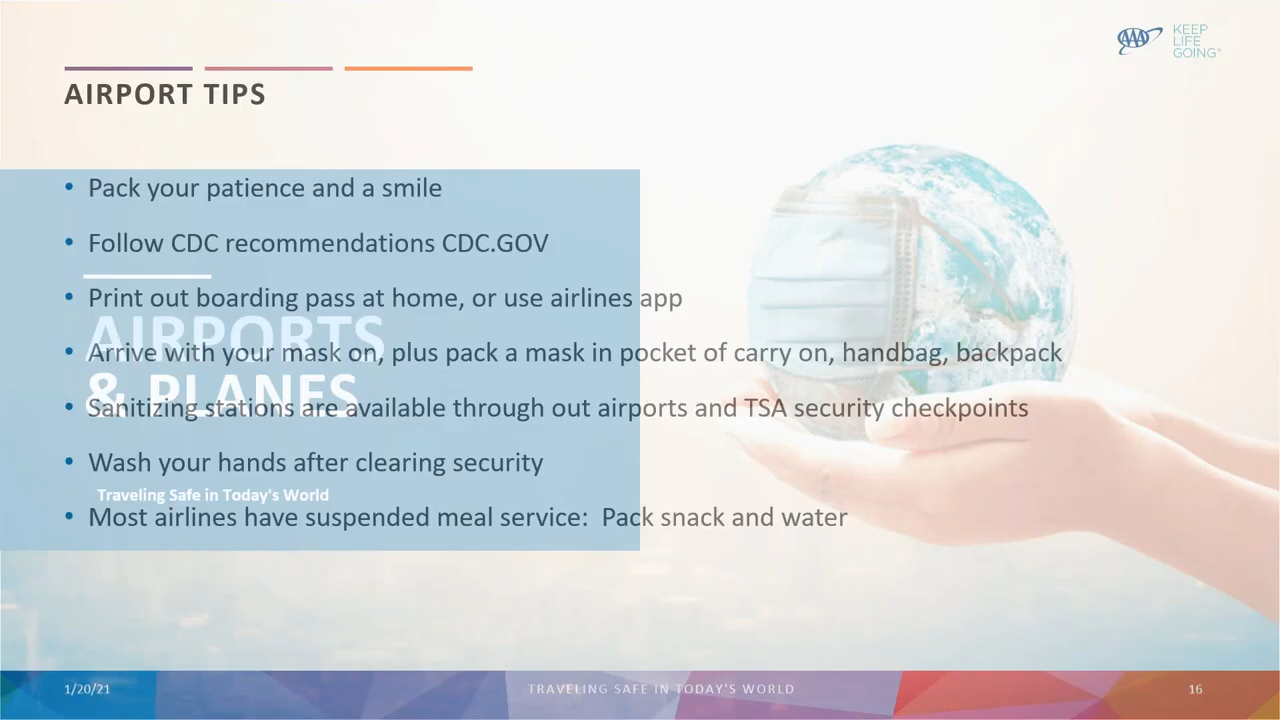 AAA KEEP
LIFE
GOING®
AIRPORT TIPS
• Pack your patience and a smile
• Follow CDC recommendations CDC.GOV
• Print out boarding pass at home, or use airlines app
AIRPORTS
• Arrive with your mask on, plus pack a mask in pocket of carry on, handbag, backpack
& PLANES
• Sanitizing stations are available through out airports and TSA security checkpoints
• Wash your hands after clearing security
Traveling Safe in Today's World
• Most airlines have suspended meal service:  Pack snack and water
1/20/21 TRAVELING SAFE IN TODAY'S WORLD 16